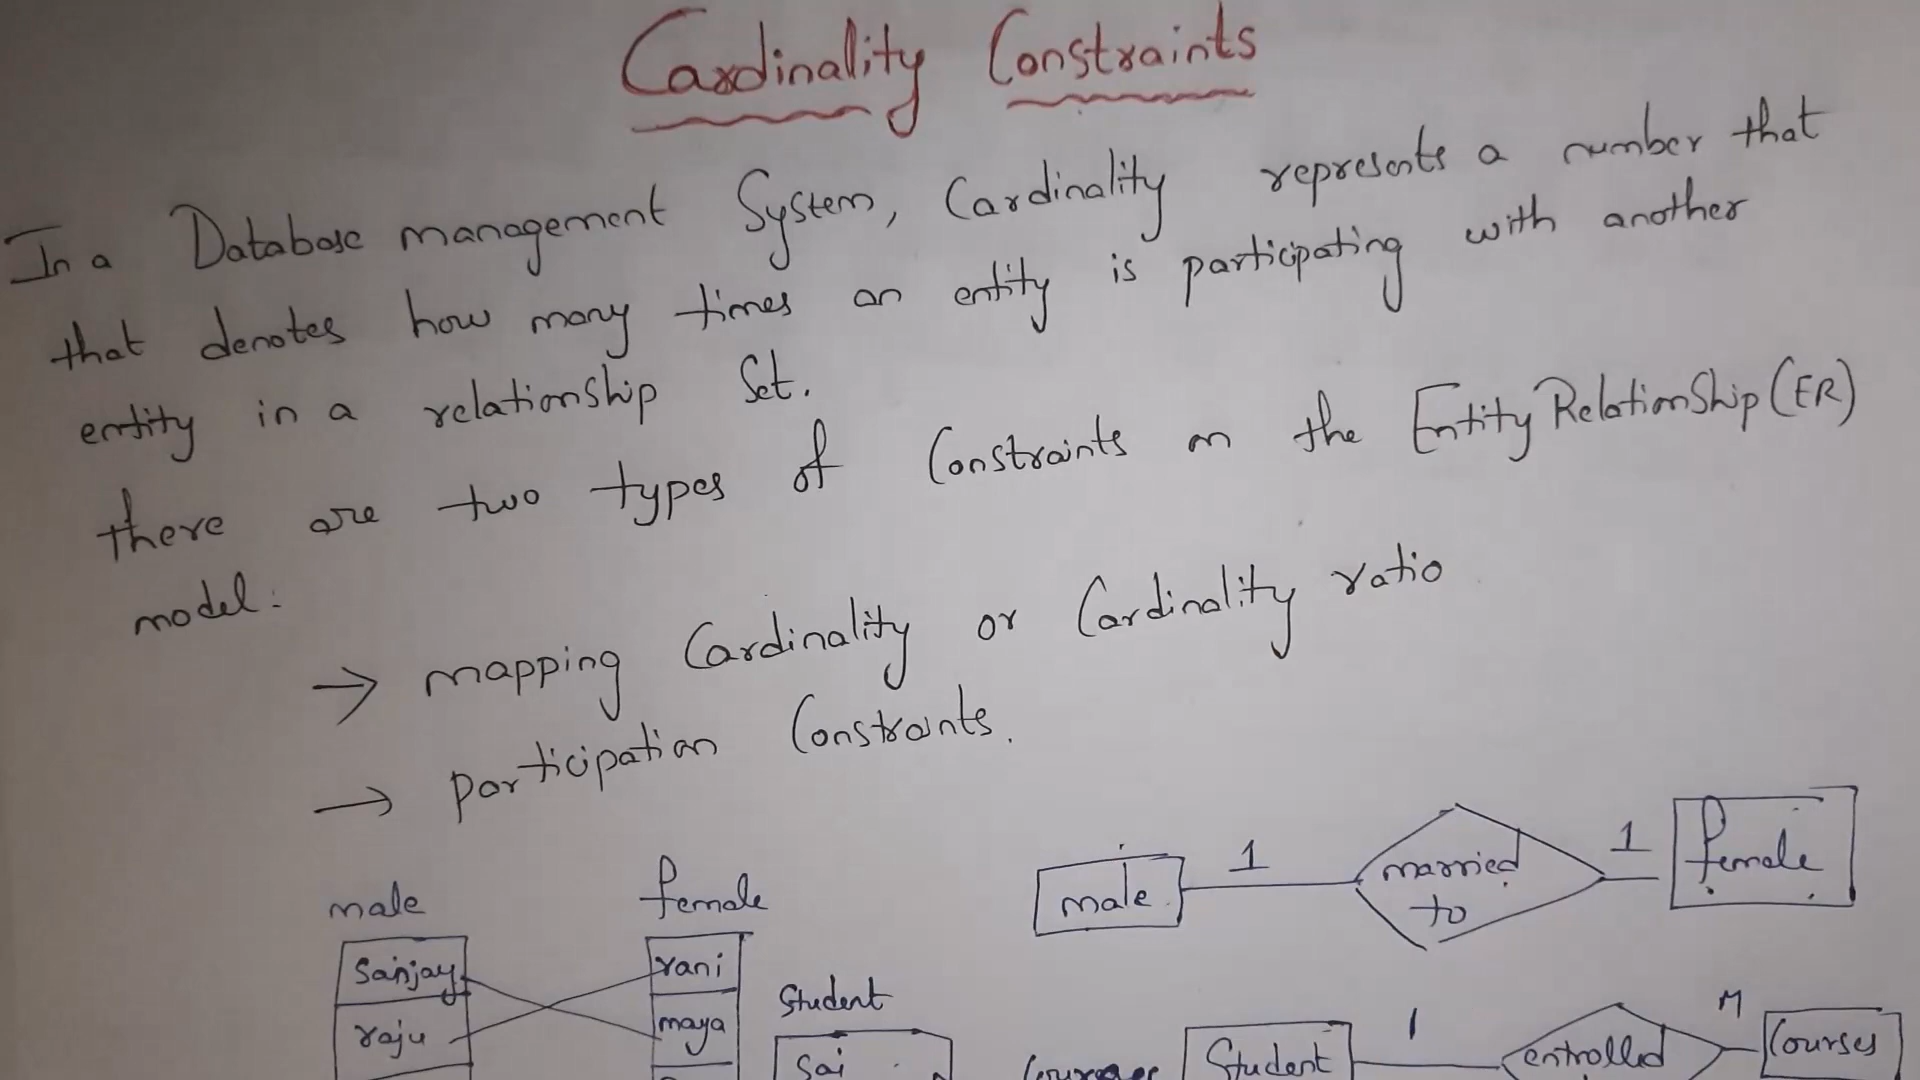 Cardinality Constraints
In a Database management System, Cardinality represents a number that
that denotes how many times an entity is participating with another
entity in a relationship Set.
there are two types of Constraints on the Entity RelationShip (ER)
model:
→ mapping Cardinality or Cardinality ratio
→ participation Constraints.
male 1 married to 1 female
male female
Sanjay rani
raju maya
Student
Sai
Student 1 entrolled M Courses